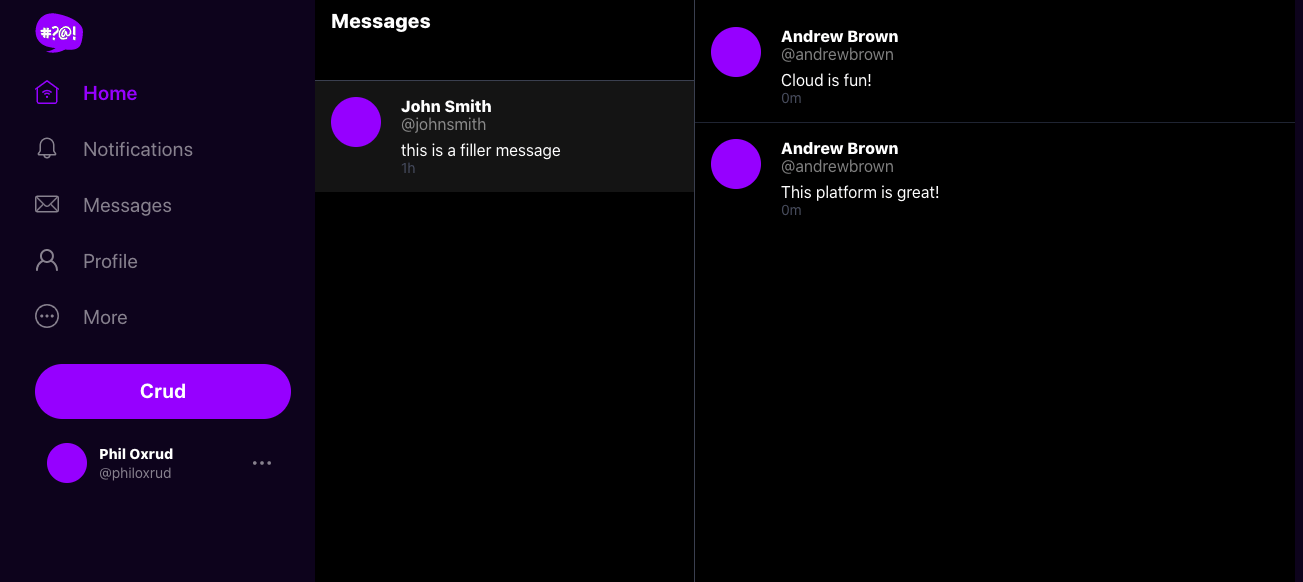 #?@!
Home
Notifications
Messages
Profile
More
Crud
Phil Oxrud
@philoxrud
Messages
John Smith
@johnsmith
this is a filler message
1h
Andrew Brown
@andrewbrown
Cloud is fun!
0m
Andrew Brown
@andrewbrown
This platform is great!
0m